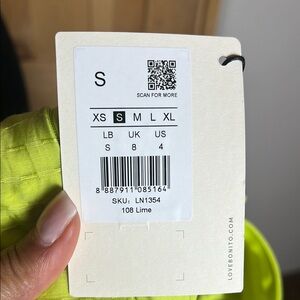 S
SCAN FOR MORE
XS S M L XL
LB UK US
S 8 4
8 887911 085164
SKU: LN1354
108 Lime
LOVEBONITO.COM